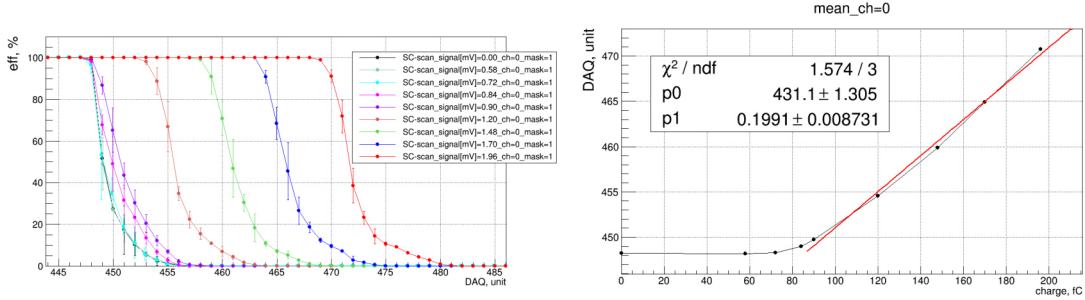 eff, %
100
80
60
40
20
0
445
450
455
460
465
470
475
480
485
DAQ, unit
SC-scan_signal[mV]=0.00_ch=0_mask=1
SC-scan_signal[mV]=0.58_ch=0_mask=1
SC-scan_signal[mV]=0.72_ch=0_mask=1
SC-scan_signal[mV]=0.84_ch=0_mask=1
SC-scan_signal[mV]=0.90_ch=0_mask=1
SC-scan_signal[mV]=1.20_ch=0_mask=1
SC-scan_signal[mV]=1.48_ch=0_mask=1
SC-scan_signal[mV]=1.70_ch=0_mask=1
SC-scan_signal[mV]=1.96_ch=0_mask=1
mean_ch=0
DAQ, unit
470
465
460
455
450
χ² / ndf 1.574 / 3
p0 431.1 ± 1.305
p1 0.1991 ± 0.008731
0
20
40
60
80
100
120
140
160
180
200
charge, fC